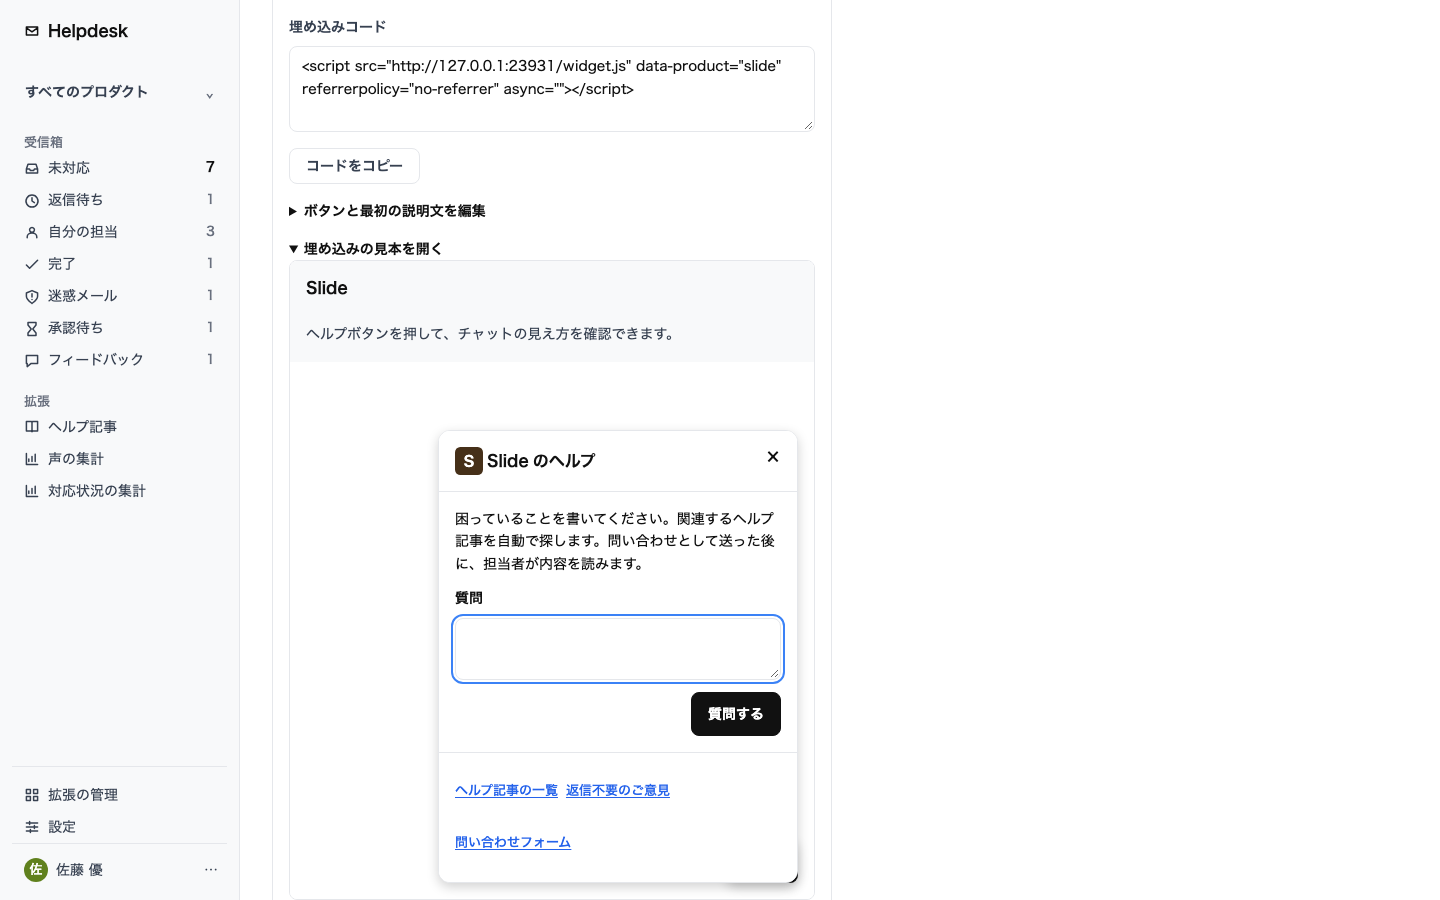 Helpdesk
すべてのプロダクト
受信箱
未対応 7
返信待ち 1
自分の担当 3
完了 1
迷惑メール 1
承認待ち 1
フィードバック 1
拡張
ヘルプ記事
声の集計
対応状況の集計
拡張の管理
設定
佐 佐藤 優 …
埋め込みコード
<script src="http://127.0.0.1:23931/widget.js" data-product="slide"
referrerpolicy="no-referrer" async=""></script>
コードをコピー
ボタンと最初の説明文を編集
埋め込みの見本を開く
Slide
ヘルプボタンを押して、チャットの見え方を確認できます。
S Slide のヘルプ ×
困っていることを書いてください。関連するヘルプ
記事を自動で探します。問い合わせとして送った後
に、担当者が内容を読みます。
質問
質問する
ヘルプ記事の一覧 返信不要のご意見
問い合わせフォーム